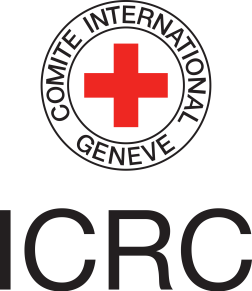 COMITE INTERNATIONAL
GENEVE
ICRC